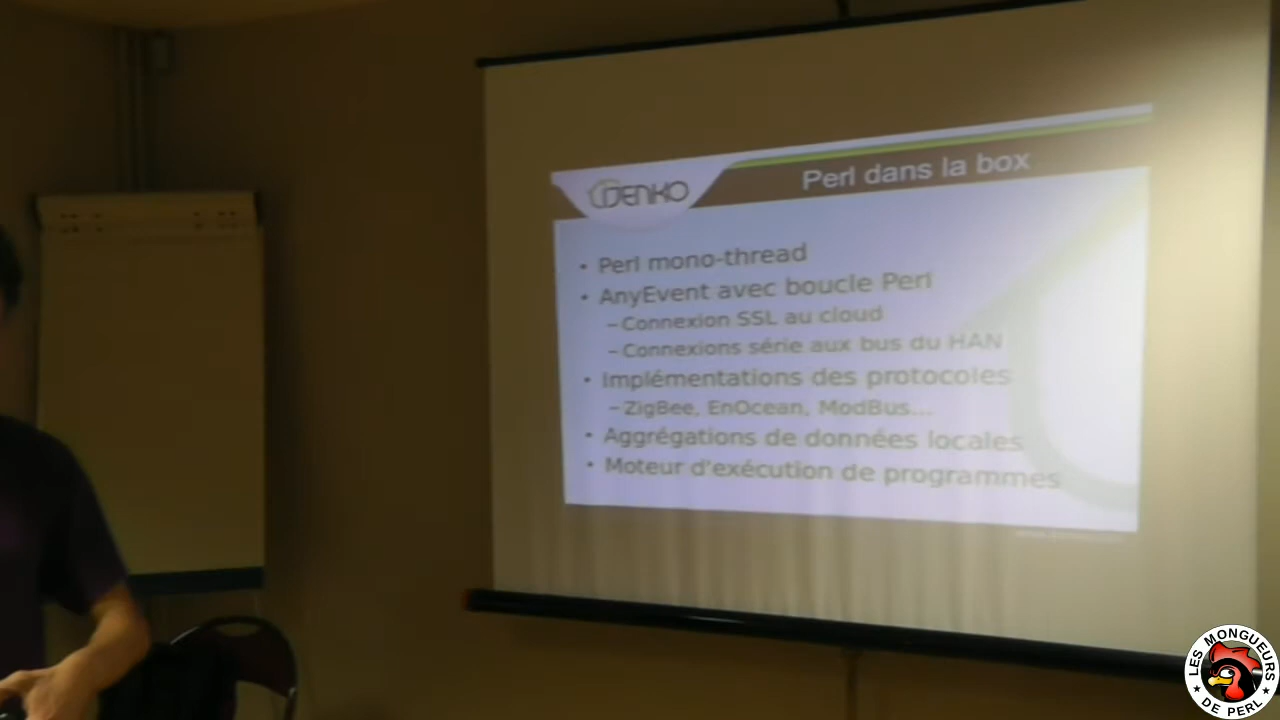 Perl dans la box
• Perl mono-thread
• AnyEvent avec boucle Perl
– Connexion SSL au cloud
– Connexions série aux bus du HAN
• Implémentations des protocoles
– ZigBee, EnOcean, ModBus...
• Aggrégations de données locales
• Moteur d'exécution de programmes
LES MONGUEURS
★ DE PERL ★